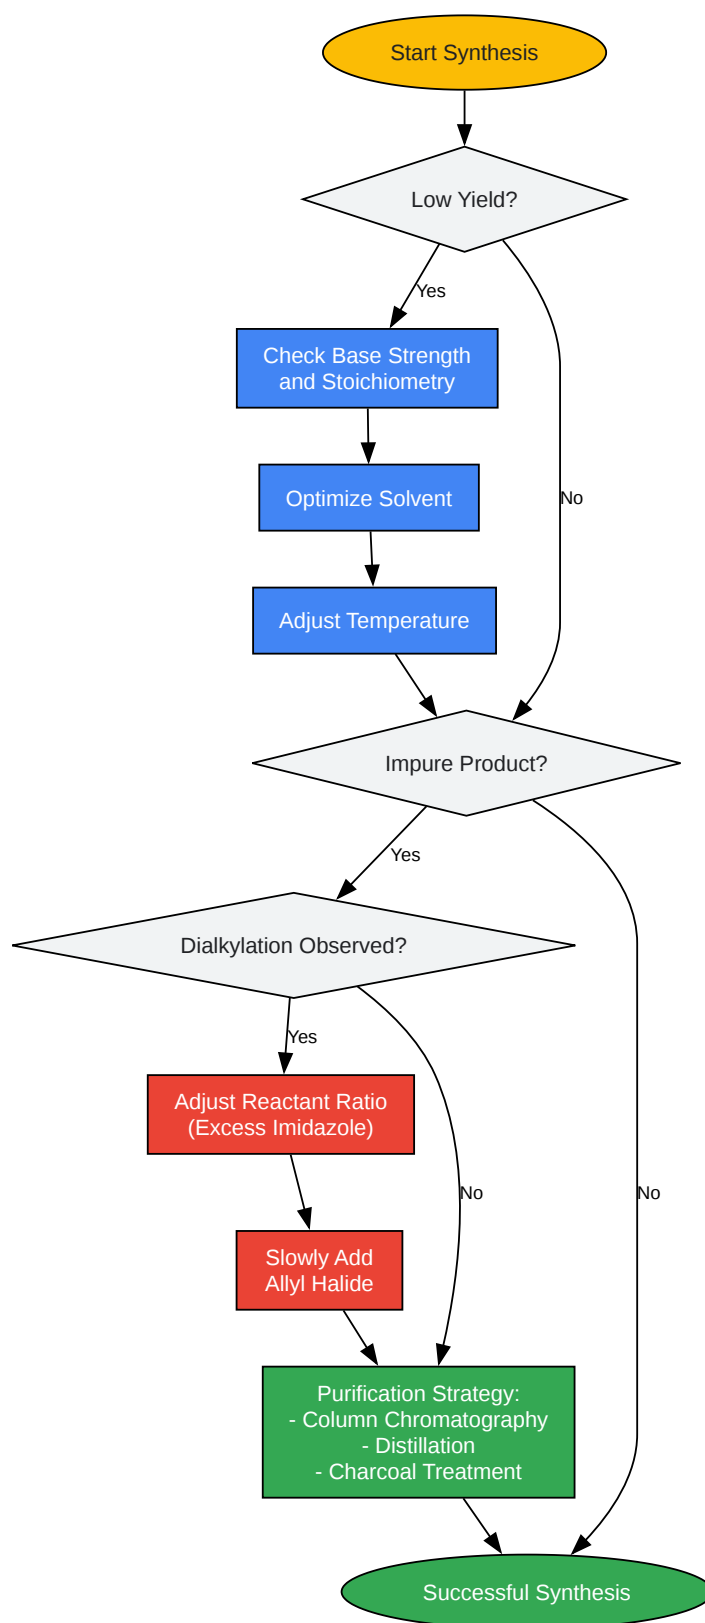 Start Synthesis
Low Yield?
Yes
Check Base Strength
and Stoichiometry
Optimize Solvent
No
Adjust Temperature
Impure Product?
Yes
Dialkylation Observed?
Yes
Adjust Reactant Ratio
(Excess Imidazole)
No
No
Slowly Add
Allyl Halide
Purification Strategy:
- Column Chromatography
- Distillation
- Charcoal Treatment
Successful Synthesis